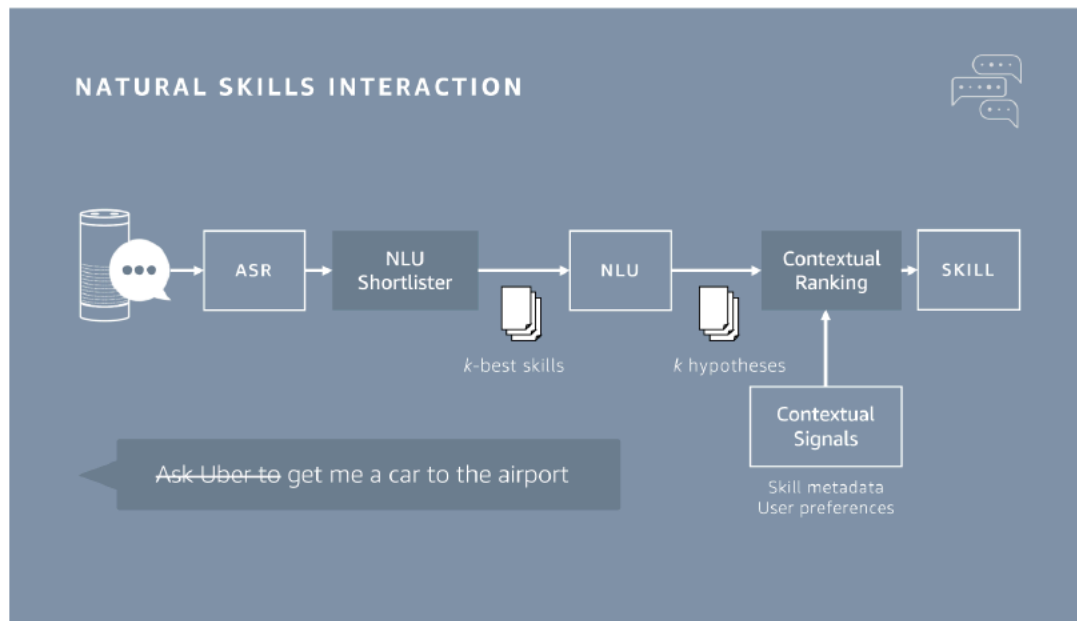 NATURAL SKILLS INTERACTION
ASR
NLU
Shortlister
NLU
Contextual
Ranking
SKILL
k-best skills
k hypotheses
Contextual
Signals
Skill metadata
User preferences
Ask Uber to get me a car to the airport